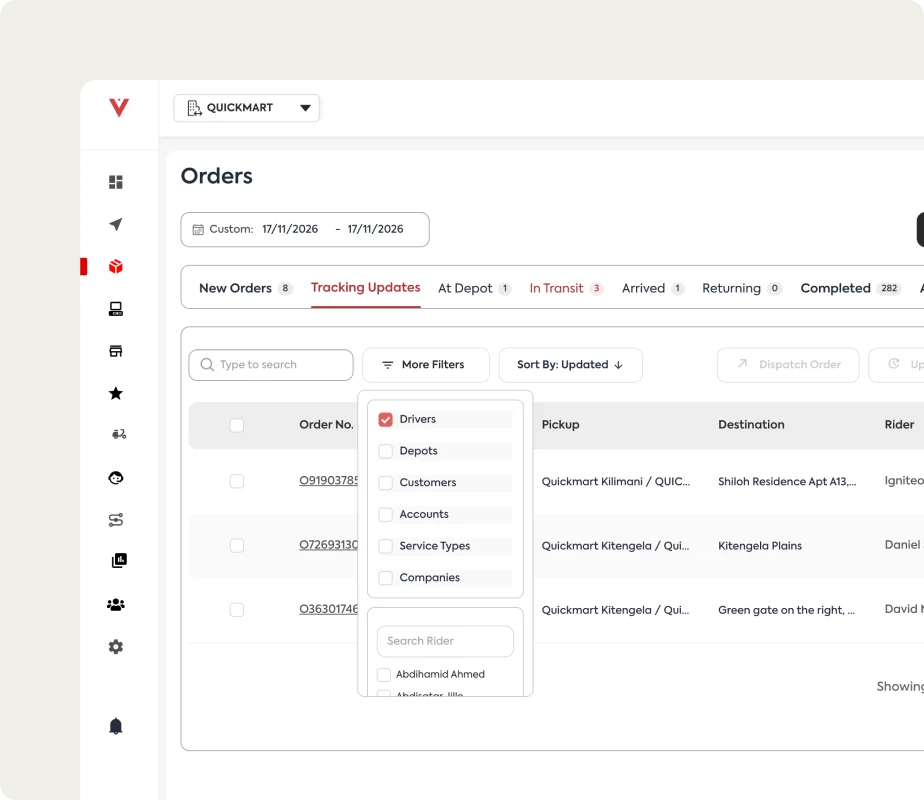 QUICKMART
Orders
Custom: 17/11/2026 - 17/11/2026
New Orders 8 Tracking Updates At Depot 1 In Transit 3 Arrived 1 Returning 0 Completed 282
Type to search More Filters Sort By: Updated ↓ Dispatch Order Up
Order No. Pickup Destination Rider
Drivers
Depots
Customers
Accounts
Service Types
Companies
Search Rider
Abdihamid Ahmed
O91903785 Quickmart Kilimani / QUIC... Shiloh Residence Apt A13,... Igniteo
O72693130 Quickmart Kitengela / Qui... Kitengela Plains Daniel
O36301746 Quickmart Kitengela / Qui... Green gate on the right, ... David
Showing